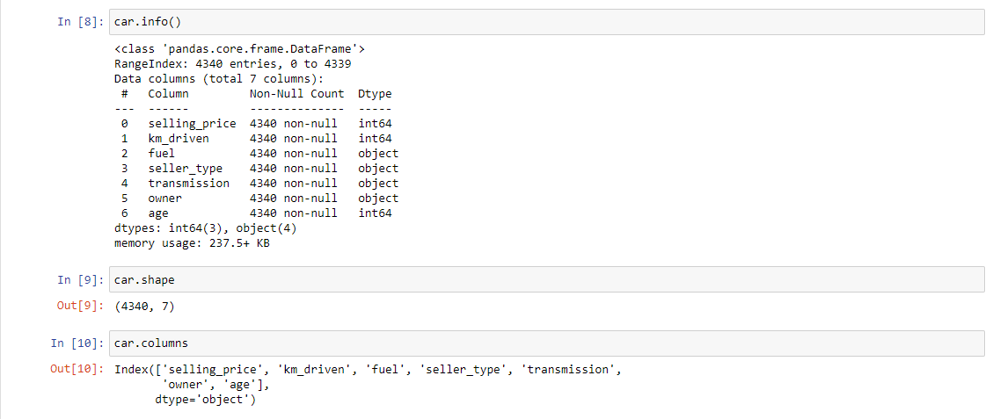 In [8]: car.info()
<class 'pandas.core.frame.DataFrame'>
RangeIndex: 4340 entries, 0 to 4339
Data columns (total 7 columns):
 #   Column         Non-Null Count  Dtype
---  ------         --------------  -----
 0   selling_price  4340 non-null   int64
 1   km_driven      4340 non-null   int64
 2   fuel           4340 non-null   object
 3   seller_type    4340 non-null   object
 4   transmission   4340 non-null   object
 5   owner          4340 non-null   object
 6   age            4340 non-null   int64
dtypes: int64(3), object(4)
memory usage: 237.5+ KB
In [9]: car.shape
Out[9]: (4340, 7)
In [10]: car.columns
Out[10]: Index(['selling_price', 'km_driven', 'fuel', 'seller_type', 'transmission',
       'owner', 'age'],
      dtype='object')